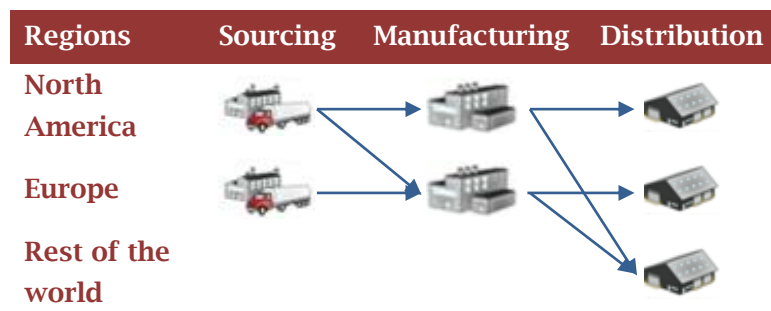 Regions Sourcing Manufacturing Distribution
North
America
Europe
Rest of the
world